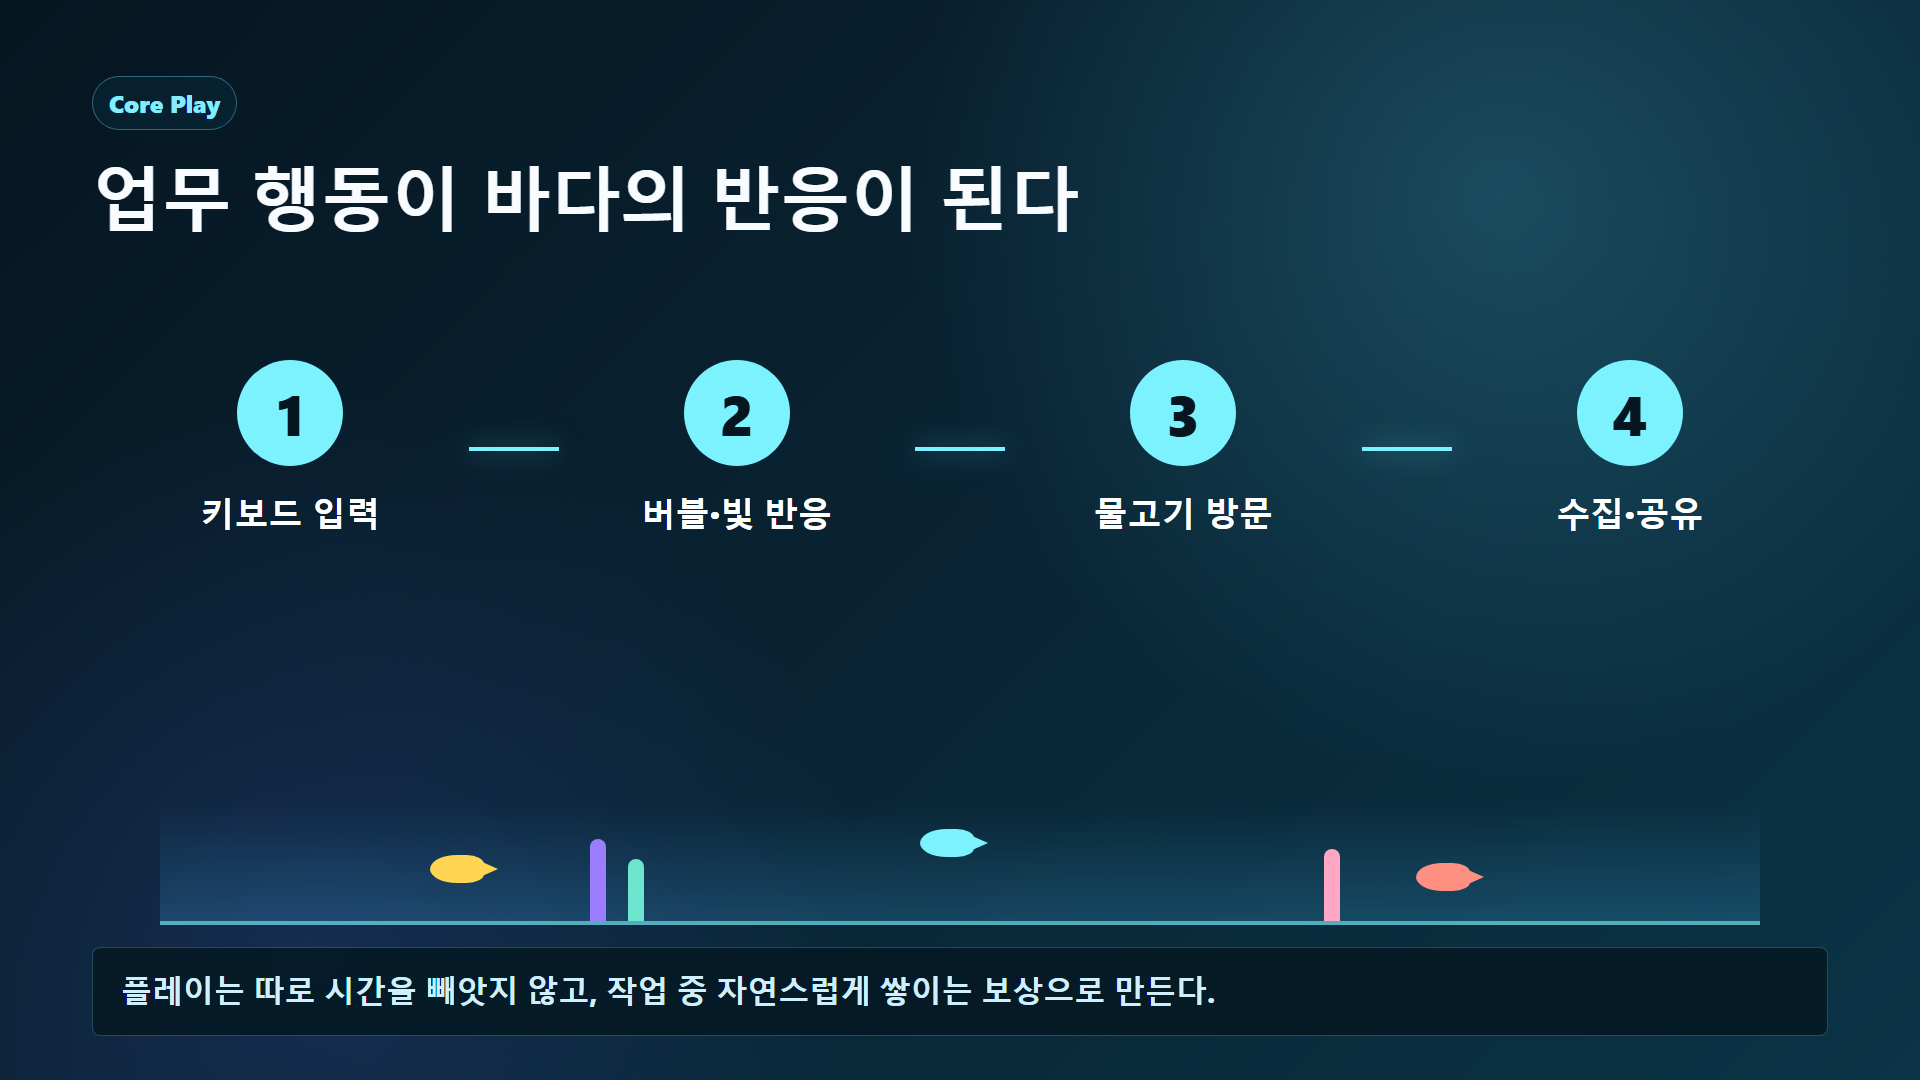 Core Play
업무 행동이 바다의 반응이 된다
1
2
3
4
키보드 입력
버블•빛 반응
물고기 방문
수집•공유
플레이는 따로 시간을 빼앗지 않고, 작업 중 자연스럽게 쌓이는 보상으로 만든다.